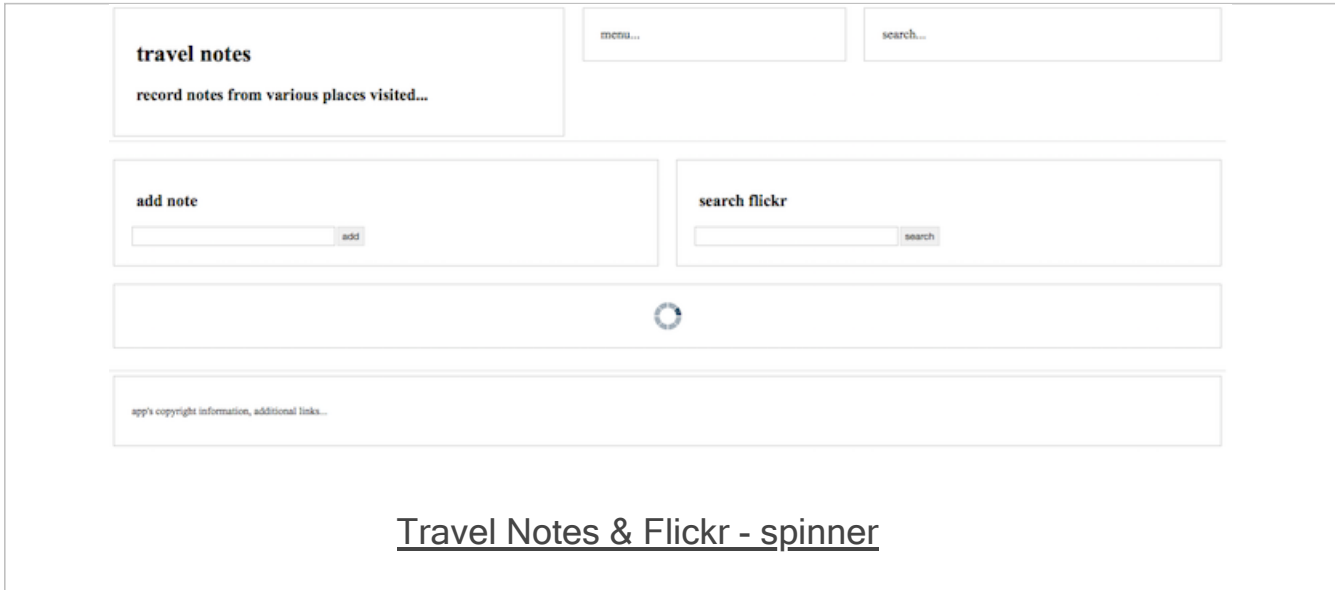 travel notes
record notes from various places visited...
menu...
search...
add note
add
search flickr
search
app's copyright information, additional links...
Travel Notes & Flickr - spinner